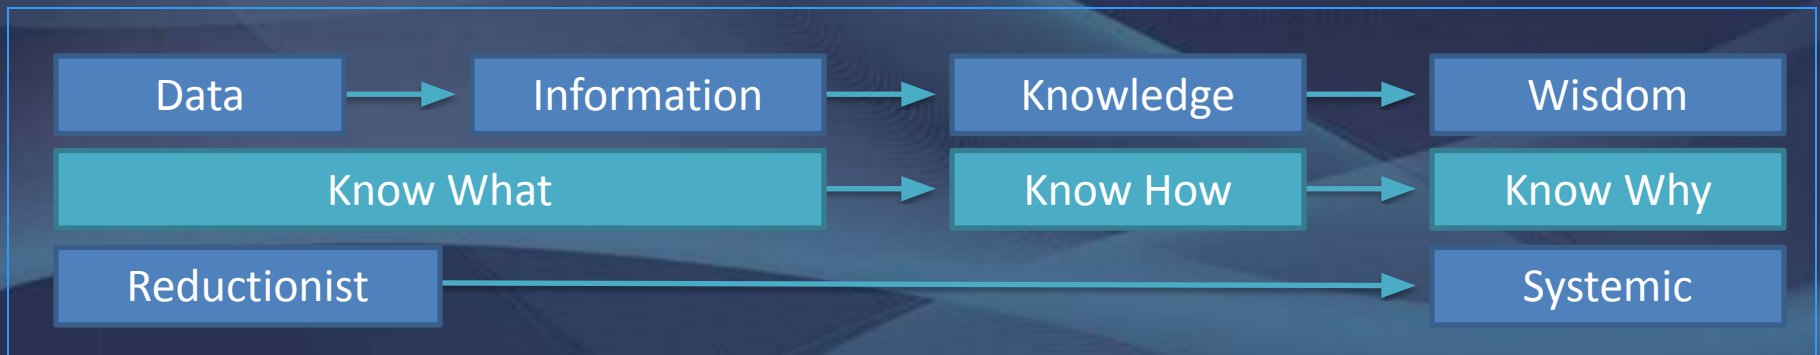 Data Information Knowledge Wisdom
Know What Know How Know Why
Reductionist Systemic